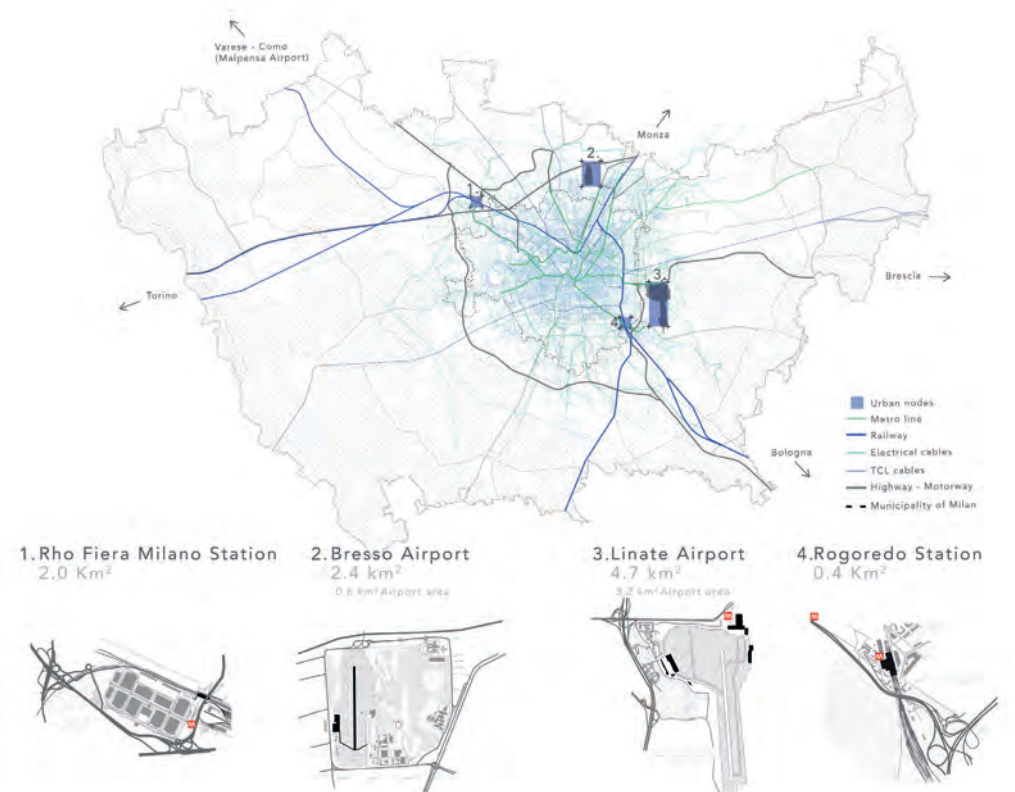 Varese - Como
(Malpensa Airport)
Monza
2.
1.
3.
Brescia
Torino
4.
Bologna
Urban nodes
Metro line
Railway
Electrical cables
TCL cables
Highway - Motorway
Municipality of Milan
1.Rho Fiera Milano Station
2.0 Km²
2.Bresso Airport
2.4 km²
0.6 km² Airport area
3.Linate Airport
4.7 km²
3.2 km² Airport area
4.Rogoredo Station
0.4 Km²
M
M
M
M